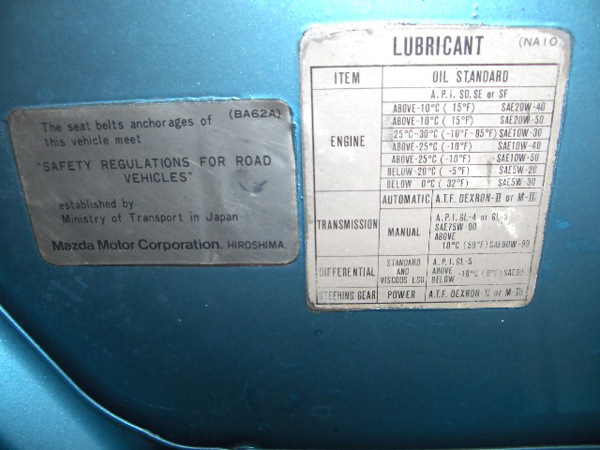 (BA62A)
The seat belts anchorages of
this vehicle meet
"SAFETY REGULATIONS FOR ROAD
VEHICLES"
established by
Ministry of Transport in Japan
Mazda Motor Corporation. HIROSHIMA
LUBRICANT (NA10
ITEM OIL STANDARD
ENGINE
A.P.I. SD.SE or SF
ABOVE-10°C ( 15°F) SAE20W-40
ABOVE-10°C ( 15°F) SAE20W-50
-25°C~30°C (-10°F~85°F) SAE10W-30
ABOVE-25°C (-10°F) SAE10W-40
ABOVE-25°C (-10°F) SAE10W-50
BELOW-20°C ( -5°F) SAE5W-20
BELOW 0°C ( 32°F) SAE5W-30
TRANSMISSION
AUTOMATIC A.T.F. DEXRON-II or M-III
MANUAL
A.P.I. GL-4 or GL-5
SAE75W-90
ABOVE
10°C (50°F) SAE80W-90
DIFFERENTIAL
STANDARD
AND
VISCOUS LSD
A.P.I. GL-5
ABOVE
BELOW -10°C (0°F) SAE
STEERING GEAR POWER A.T.F. DEXRON-II or M-III